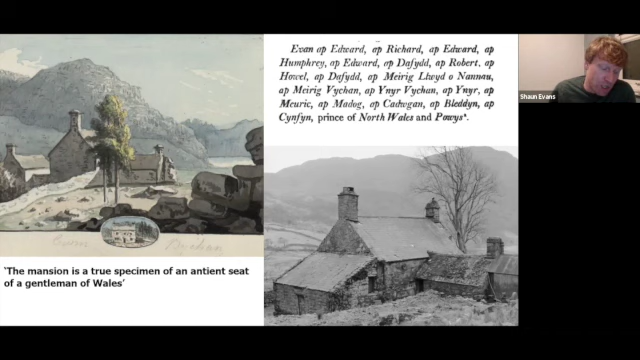 Evan ap Edward, ap Richard, ap Edward, ap
Humphrey, ap Edward, ap Dafydd, ap Robert, ap
Howel, ap Dafydd, ap Meirig Llwyd o Nannau,
ap Meirig Vychan, ap Ynyr Vychan, ap Ynyr, ap
Meuric, ap Madog, ap Cadwgan, ap Bleddyn, ap
Cynfyn, prince of North Wales and Powys
Shaun Evans
'The mansion is a true specimen of an antient seat
of a gentleman of Wales'